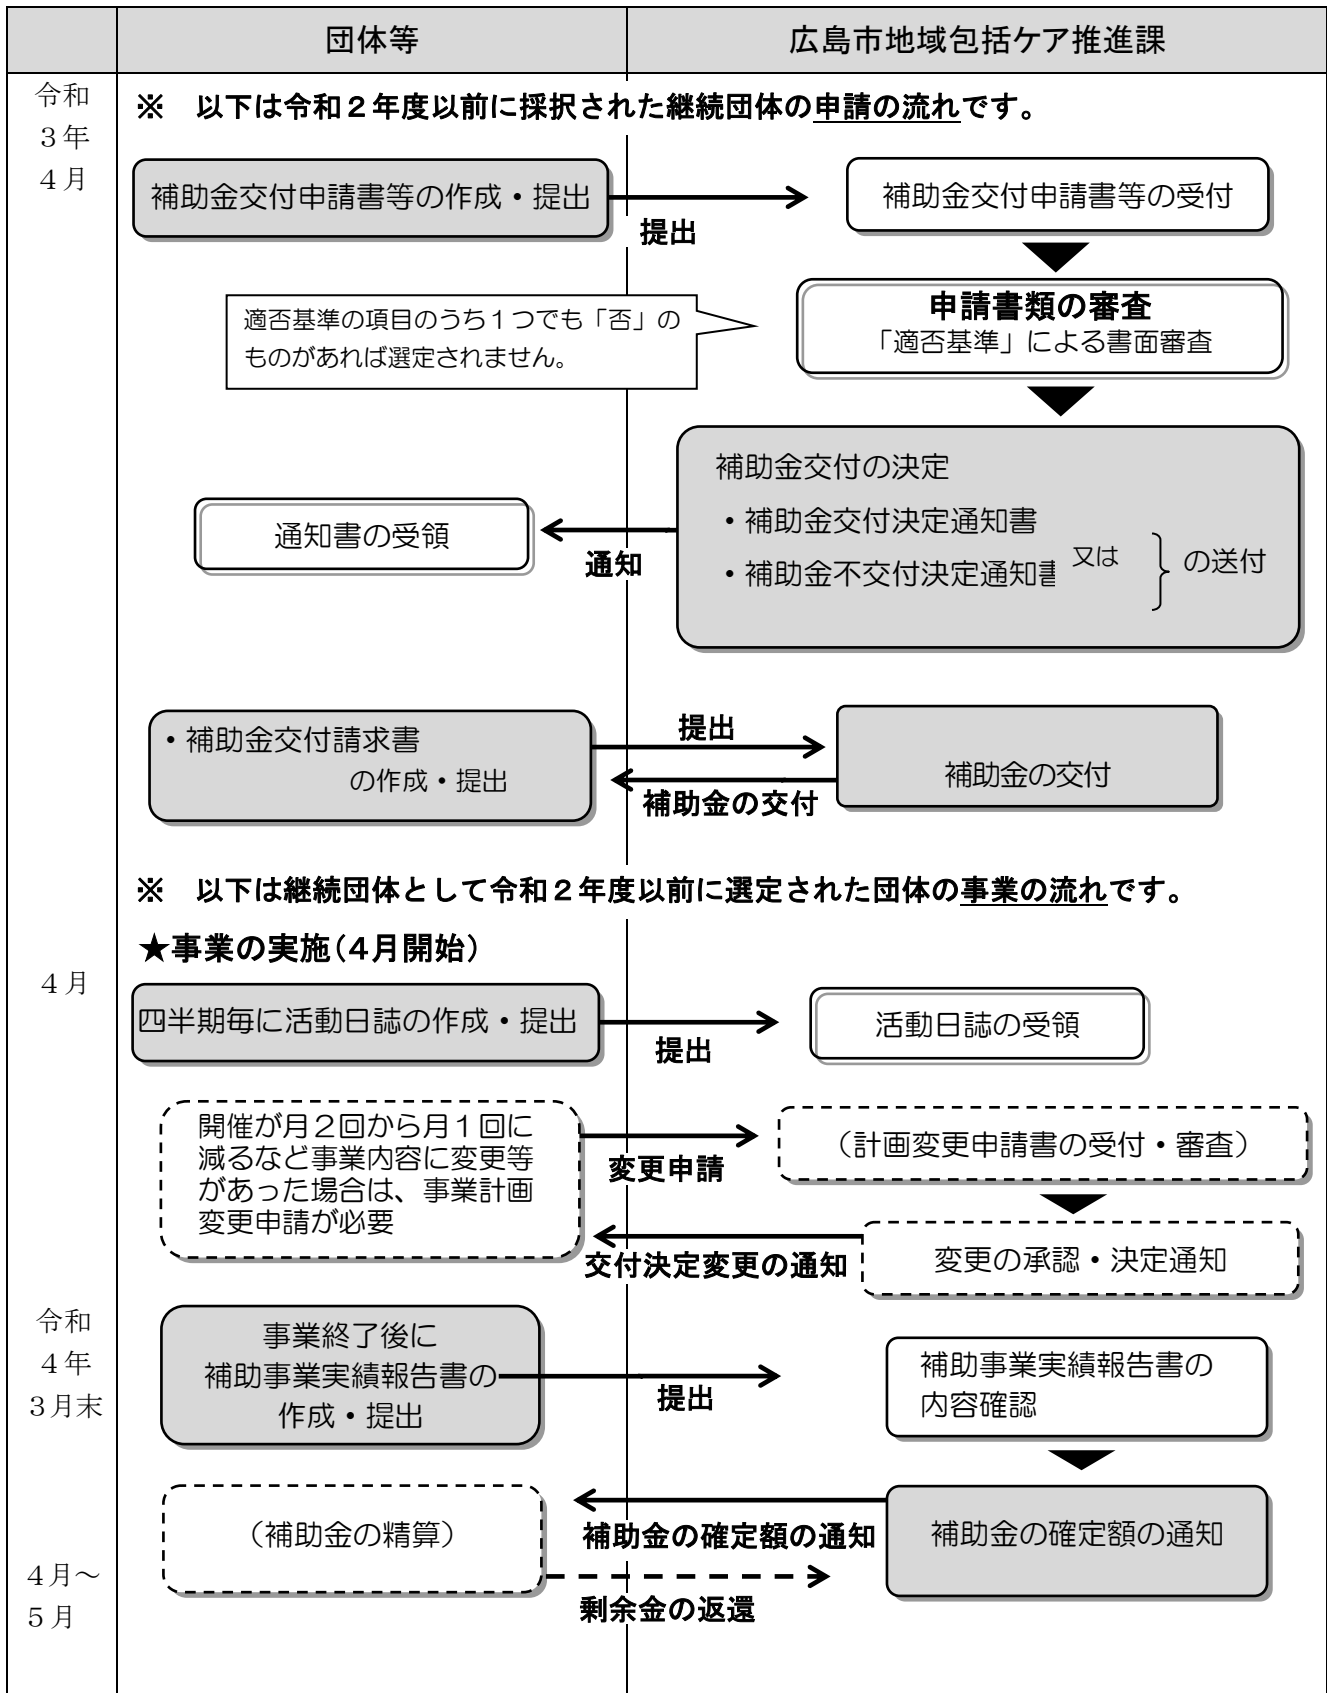 団体等
広島市地域包括ケア推進課
令和
３年
４月
※　以下は令和２年度以前に採択された継続団体の申請の流れです。
補助金交付申請書等の作成・提出
提出
補助金交付申請書等の受付
適否基準の項目のうち１つでも「否」の
ものがあれば選定されません。
申請書類の審査
「適否基準」による書面審査
補助金交付の決定
・補助金交付決定通知書
・補助金不交付決定通知書
又は
の送付
通知
通知書の受領
・補助金交付請求書
の作成・提出
提出
補助金の交付
補助金の交付
※　以下は継続団体として令和２年度以前に選定された団体の事業の流れです。
★事業の実施（4月開始）
４月
四半期毎に活動日誌の作成・提出
提出
活動日誌の受領
開催が月２回から月１回に
減るなど事業内容に変更等
があった場合は、事業計画
変更申請が必要
変更申請
（計画変更申請書の受付・審査）
交付決定変更の通知
変更の承認・決定通知
令和
４年
３月末
事業終了後に
補助事業実績報告書の
作成・提出
提出
補助事業実績報告書の
内容確認
（補助金の精算）
補助金の確定額の通知
補助金の確定額の通知
４月～
５月
剰余金の返還